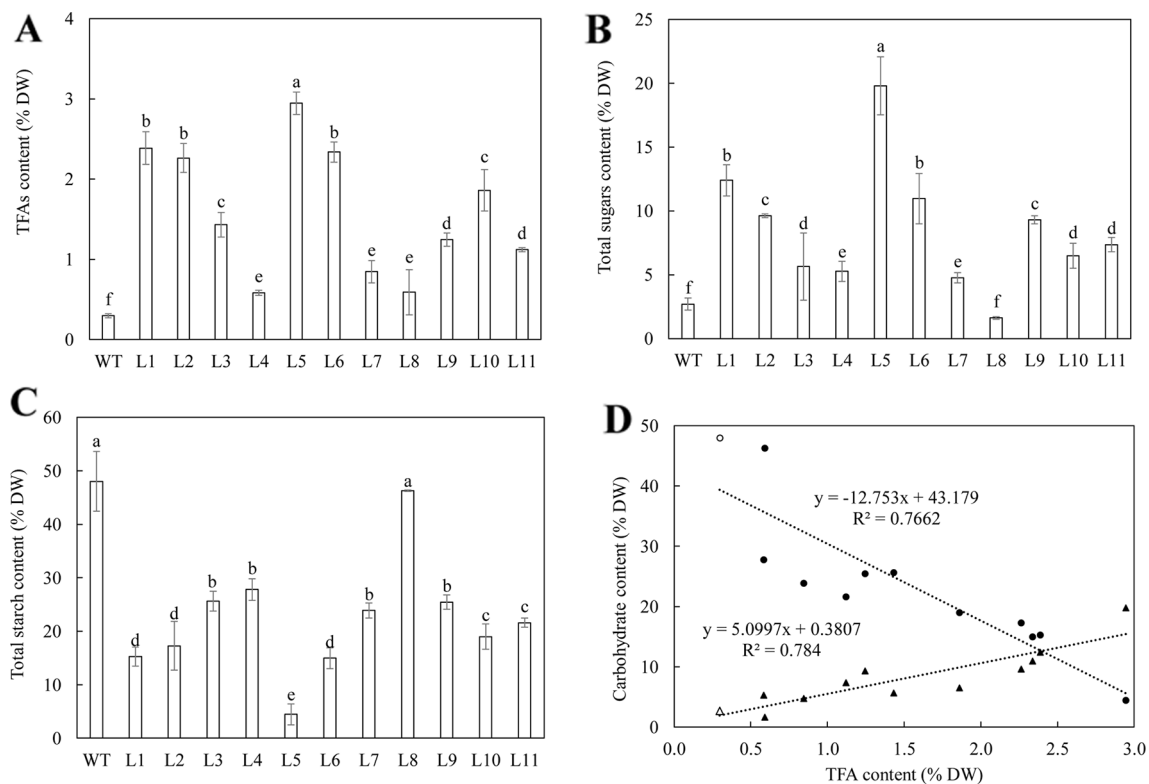 A
TFAs content (% DW)
4
3
2
1
0
f
b
b
c
e
a
b
e
e
d
c
d
WT L1 L2 L3 L4 L5 L6 L7 L8 L9 L10 L11
B
Total sugars content (% DW)
25
20
15
10
5
0
f
b
c
d
e
a
b
e
f
c
d
d
WT L1 L2 L3 L4 L5 L6 L7 L8 L9 L10 L11
C
Total starch content (% DW)
60
50
40
30
20
10
0
a
d
d
b
b
e
d
b
a
b
c
c
WT L1 L2 L3 L4 L5 L6 L7 L8 L9 L10 L11
D
Carbohydrate content (% DW)
50
40
30
20
10
0
y = -12.753x + 43.179
R² = 0.7662
y = 5.0997x + 0.3807
R² = 0.784
0.0 0.5 1.0 1.5 2.0 2.5 3.0
TFA content (% DW)